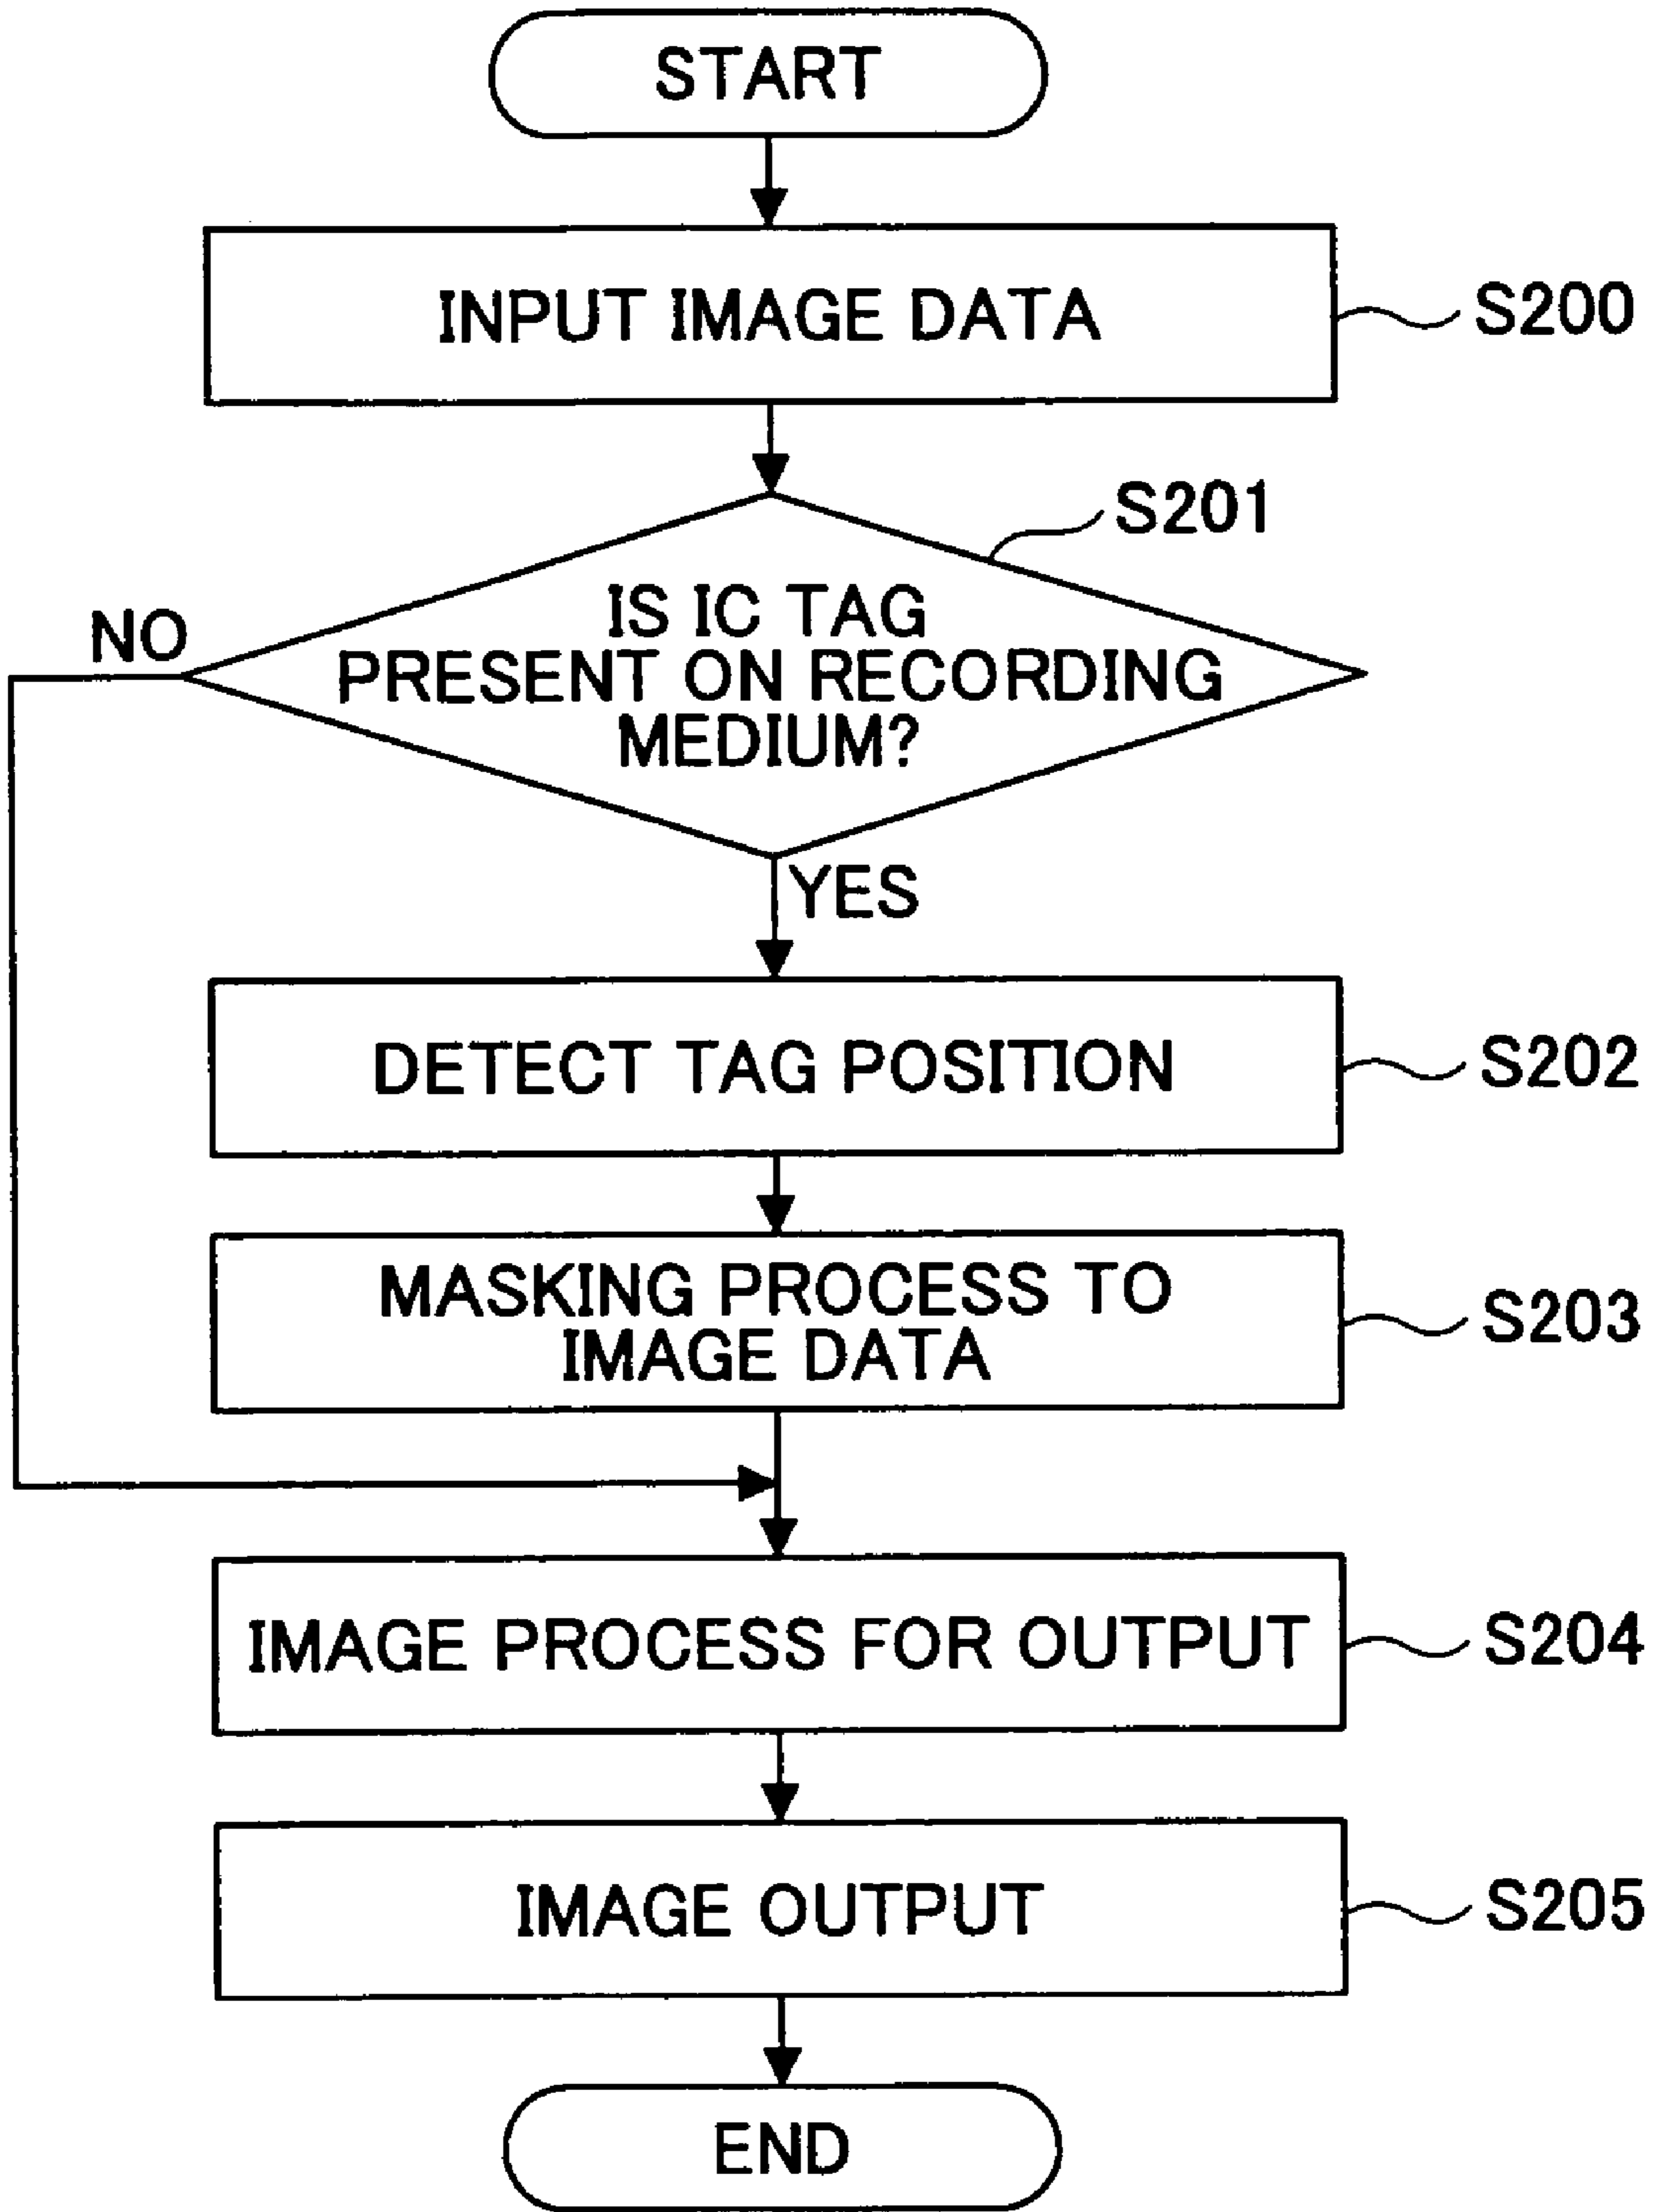 START
INPUT IMAGE DATA
S200
S201
IS IC TAG
PRESENT ON RECORDING
MEDIUM?
NO
YES
DETECT TAG POSITION
S202
MASKING PROCESS TO
IMAGE DATA
S203
IMAGE PROCESS FOR OUTPUT
S204
IMAGE OUTPUT
S205
END